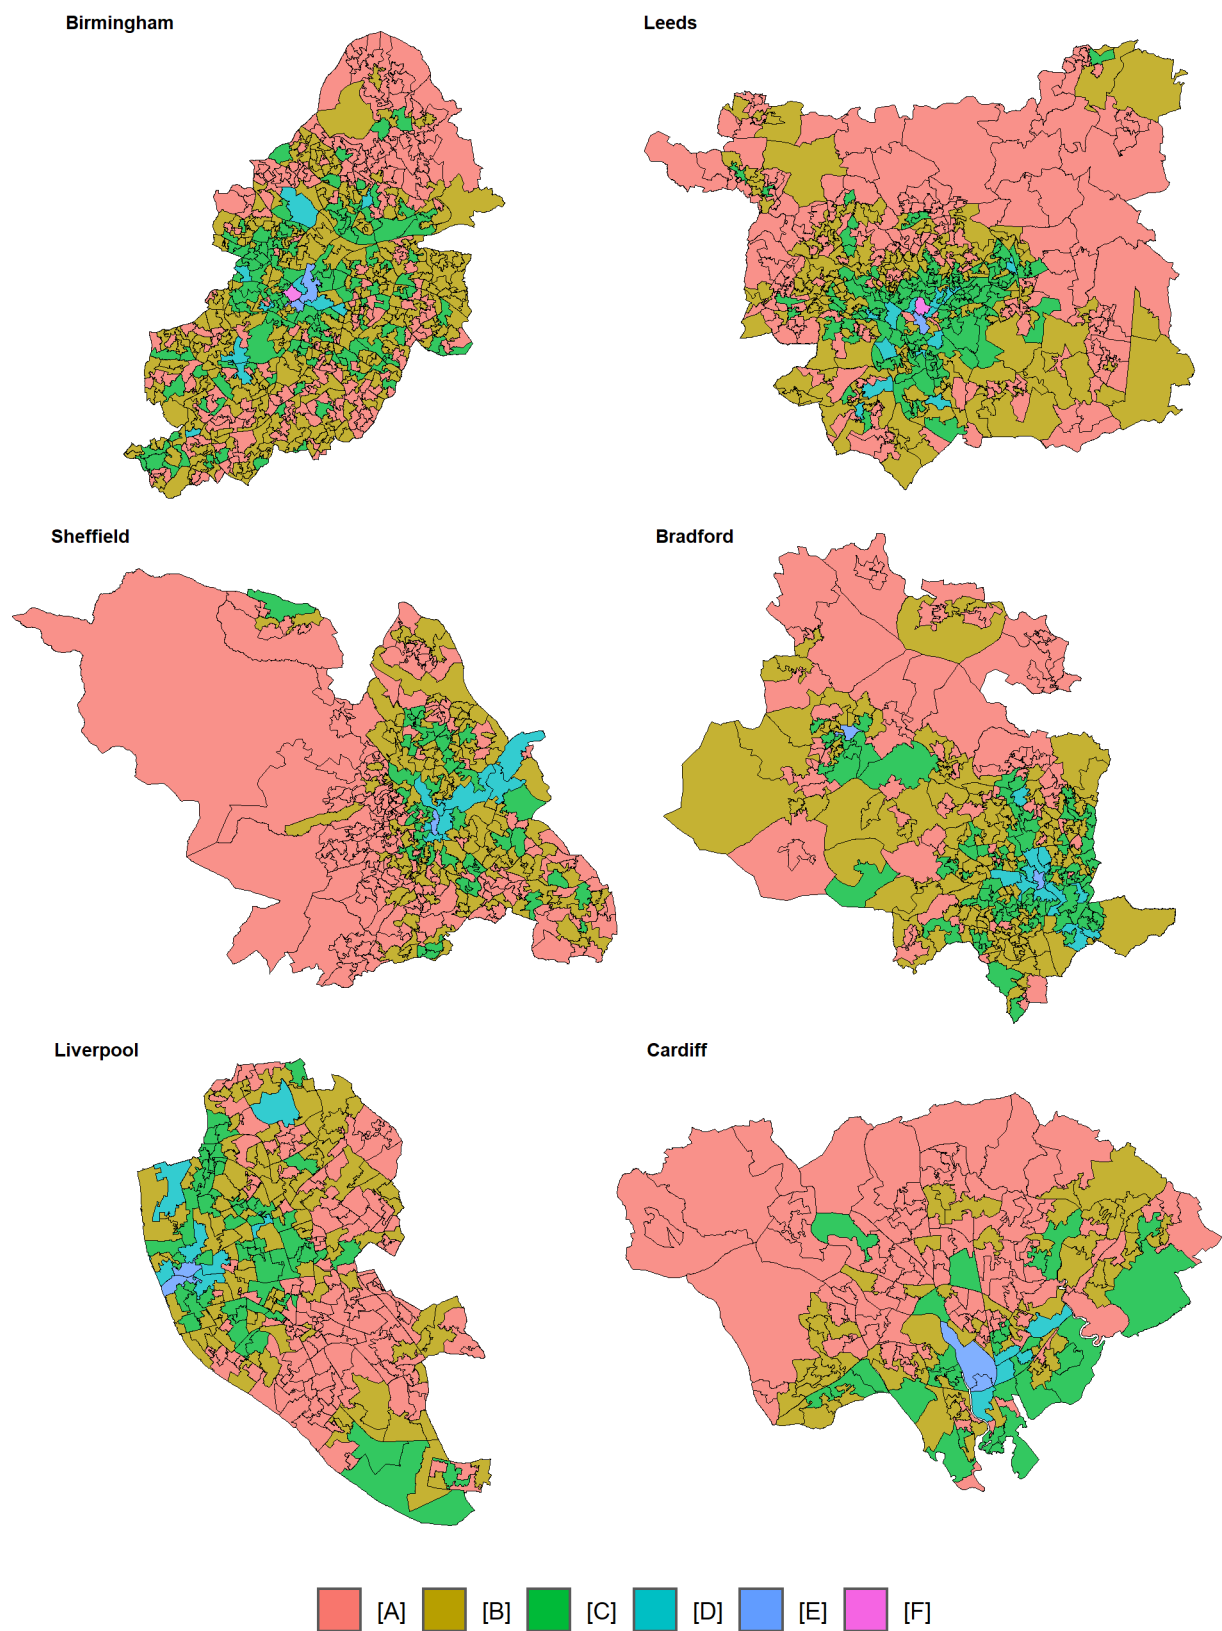 Birmingham
Leeds
Sheffield
Bradford
Liverpool
Cardiff
[A] [B] [C] [D] [E] [F]